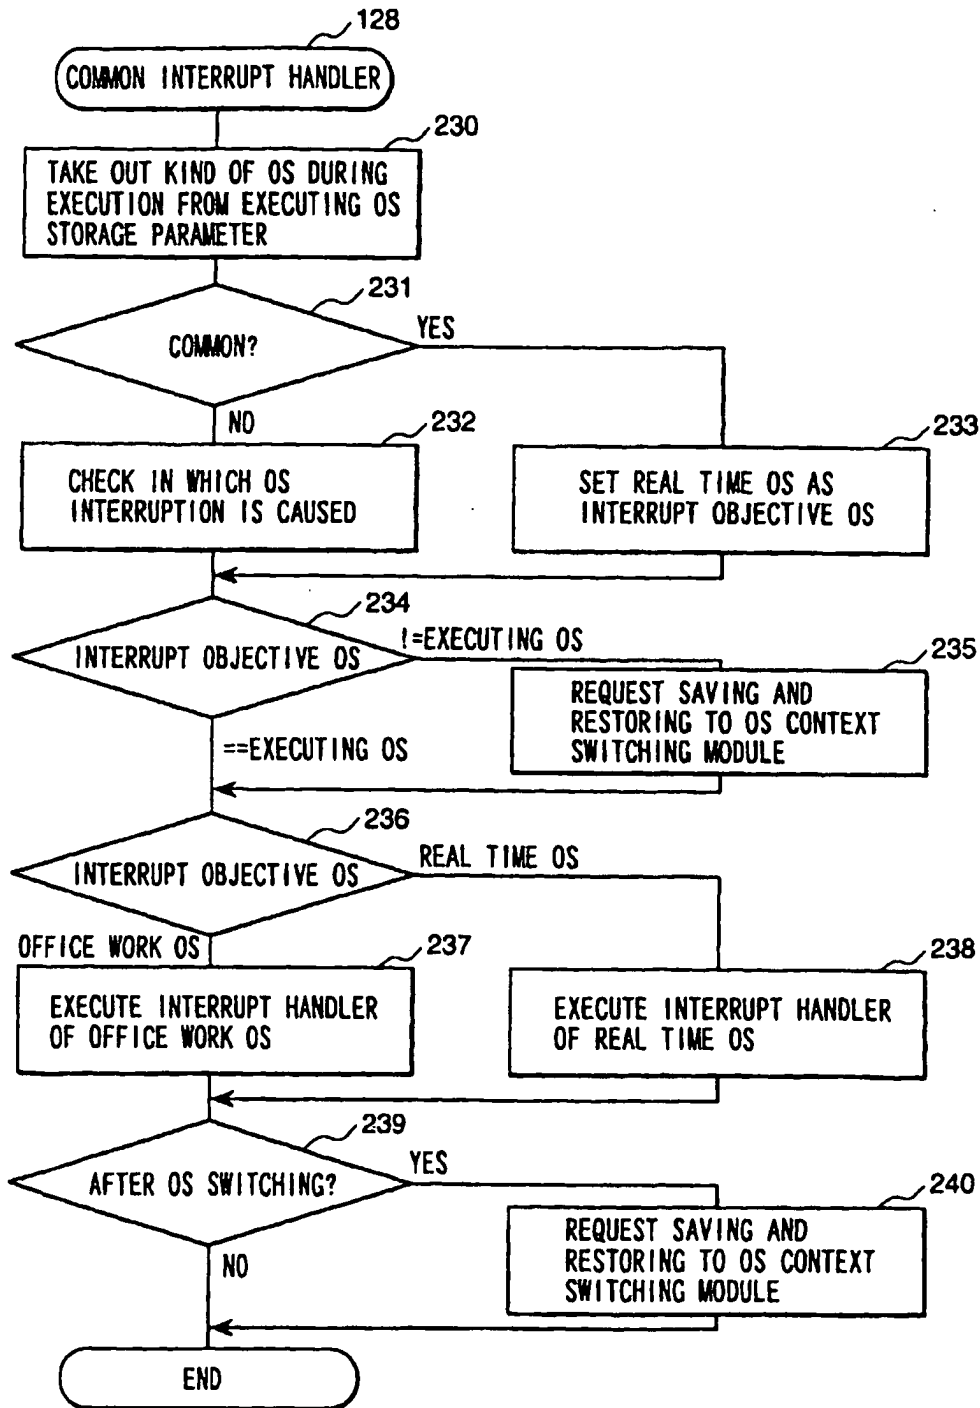 128
COMMON INTERRUPT HANDLER
230
TAKE OUT KIND OF OS DURING
EXECUTION FROM EXECUTING OS
STORAGE PARAMETER
231
COMMON?
YES
NO
232
CHECK IN WHICH OS
INTERRUPTION IS CAUSED
233
SET REAL TIME OS AS
INTERRUPT OBJECTIVE OS
234
INTERRUPT OBJECTIVE OS
!=EXECUTING OS
235
REQUEST SAVING AND
RESTORING TO OS CONTEXT
SWITCHING MODULE
==EXECUTING OS
236
INTERRUPT OBJECTIVE OS
REAL TIME OS
OFFICE WORK OS
237
EXECUTE INTERRUPT HANDLER
OF OFFICE WORK OS
238
EXECUTE INTERRUPT HANDLER
OF REAL TIME OS
239
AFTER OS SWITCHING?
YES
240
REQUEST SAVING AND
RESTORING TO OS CONTEXT
SWITCHING MODULE
NO
END